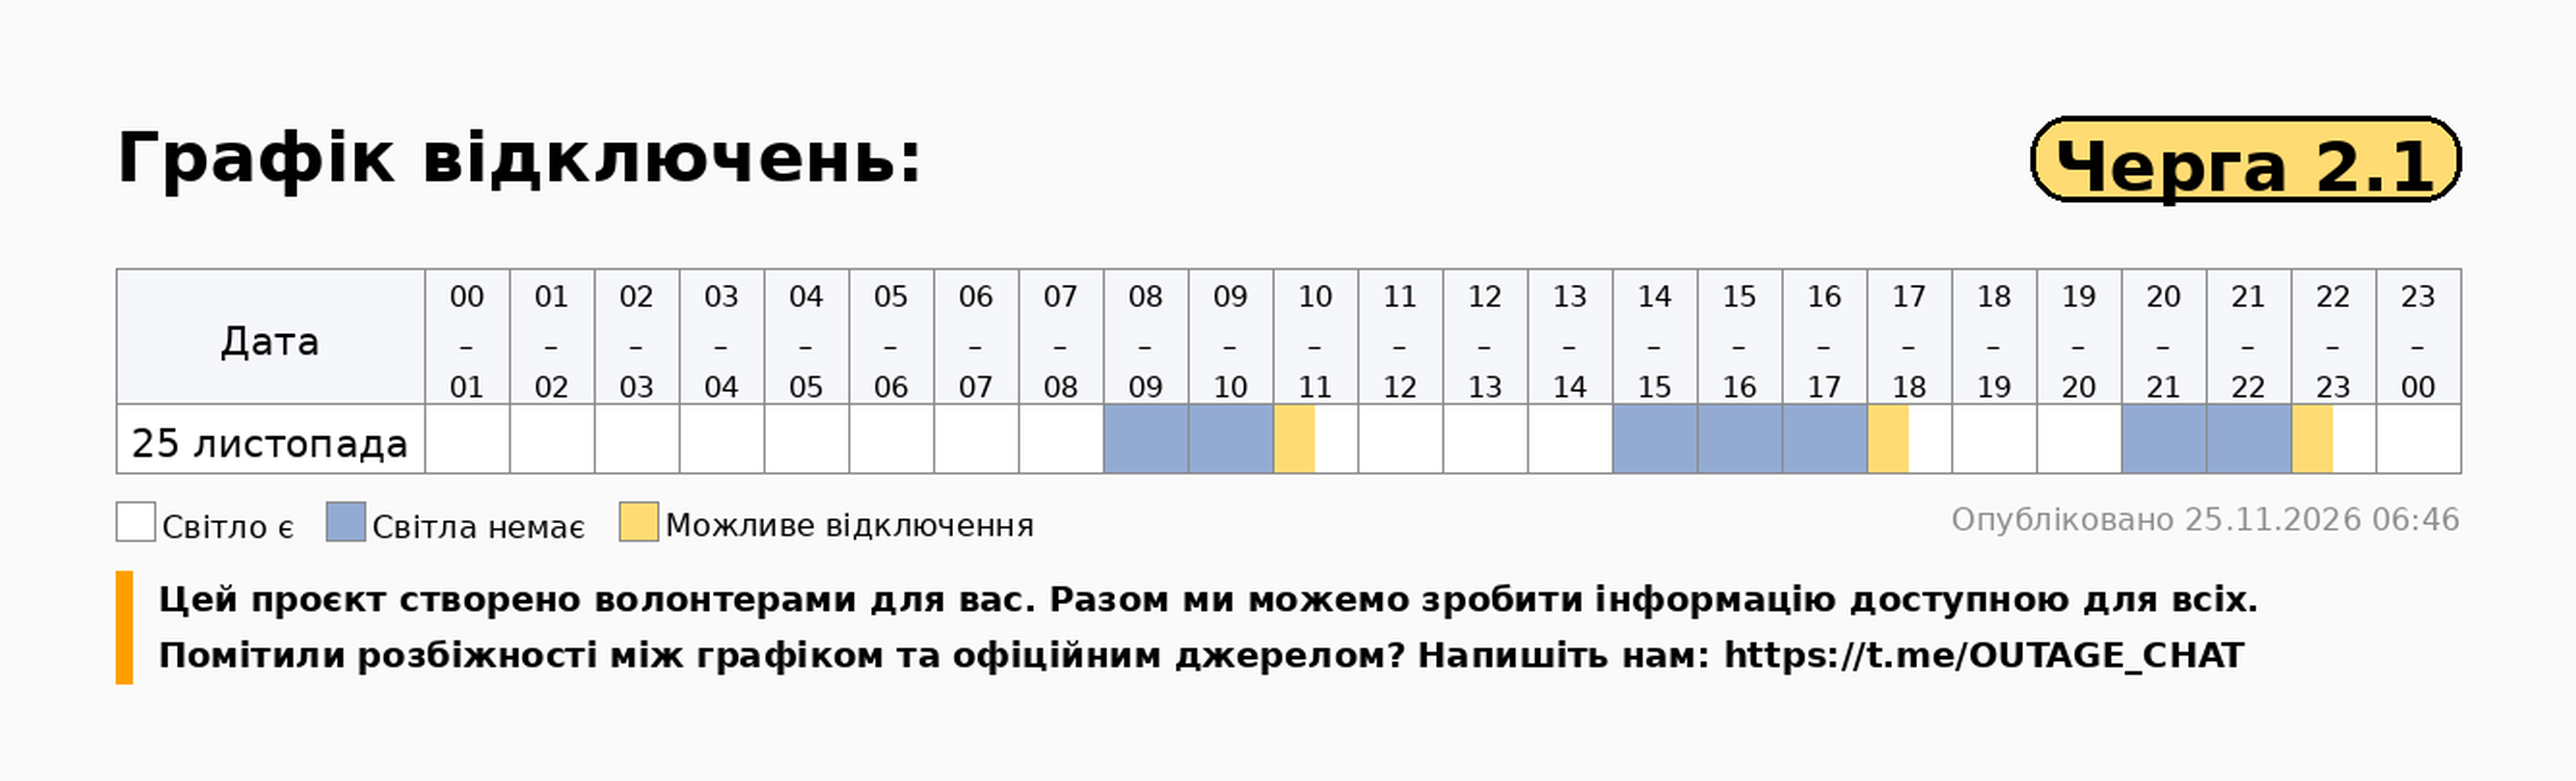 Графік відключень:
Черга 2.1
Дата
00 – 01
01 – 02
02 – 03
03 – 04
04 – 05
05 – 06
06 – 07
07 – 08
08 – 09
09 – 10
10 – 11
11 – 12
12 – 13
13 – 14
14 – 15
15 – 16
16 – 17
17 – 18
18 – 19
19 – 20
20 – 21
21 – 22
22 – 23
23 – 00
25 листопада
Світло є
Світла немає
Можливе відключення
Опубліковано 25.11.2026 06:46
Цей проєкт створено волонтерами для вас. Разом ми можемо зробити інформацію доступною для всіх.
Помітили розбіжності між графіком та офіційним джерелом? Напишіть нам: https://t.me/OUTAGE_CHAT